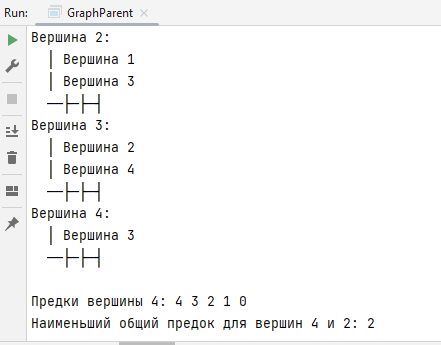 Run: GraphParent
Вершина 2:
│ Вершина 1
│ Вершина 3
──├─├─┤
Вершина 3:
│ Вершина 2
│ Вершина 4
──├─├─┤
Вершина 4:
│ Вершина 3
──├─├─┤
Предки вершины 4: 4 3 2 1 0
Наименьший общий предок для вершин 4 и 2: 2